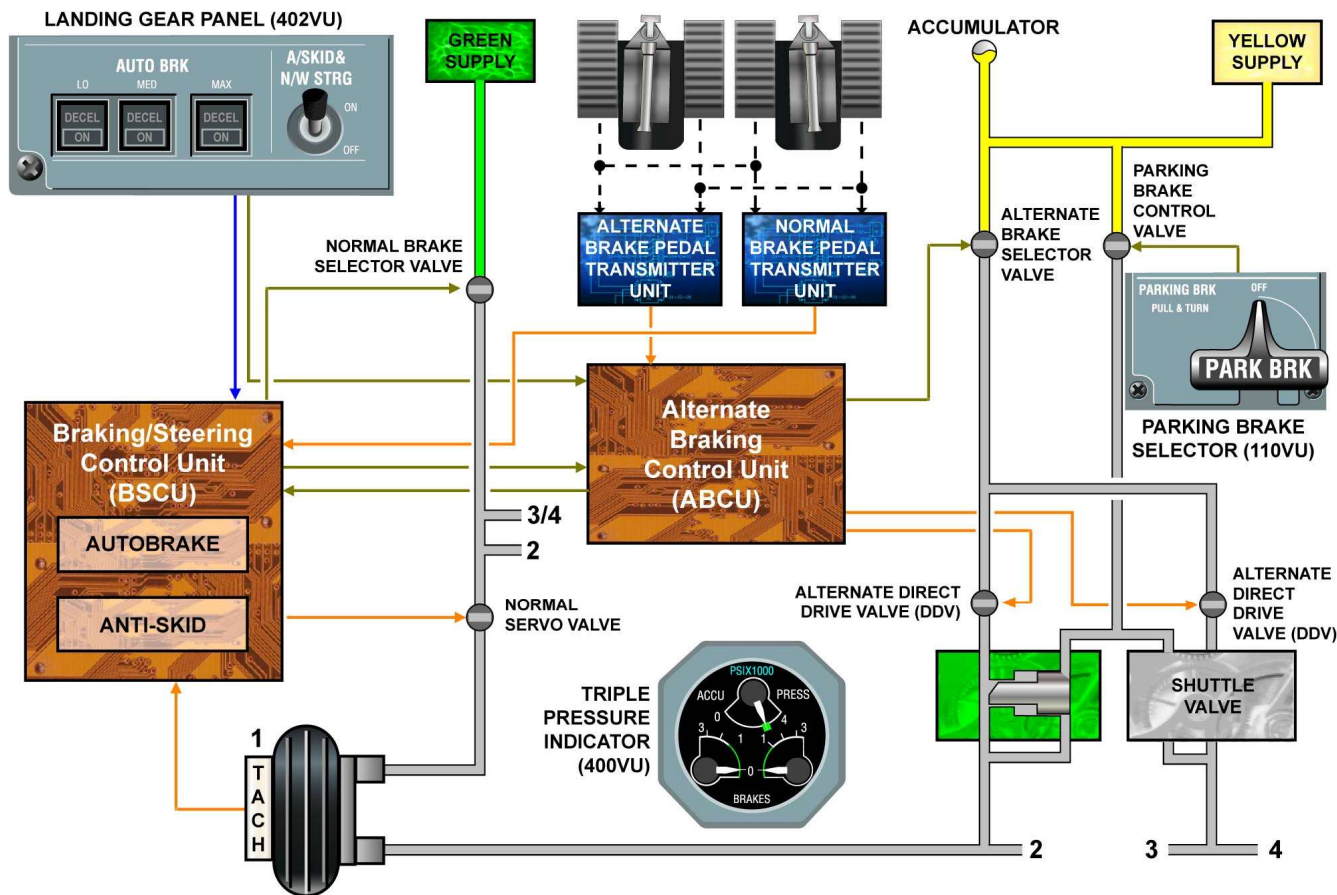 LANDING GEAR PANEL (402VU)
AUTO BRK
LO
MED
MAX
DECEL
ON
DECEL
ON
DECEL
ON
A/SKID&
N/W STRG
ON
OFF
GREEN
SUPPLY
ACCUMULATOR
YELLOW
SUPPLY
NORMAL BRAKE
SELECTOR VALVE
ALTERNATE
BRAKE PEDAL
TRANSMITTER
UNIT
NORMAL
BRAKE PEDAL
TRANSMITTER
UNIT
ALTERNATE
BRAKE
SELECTOR
VALVE
PARKING
BRAKE
CONTROL
VALVE
PARKING BRK
PULL & TURN
OFF
PARK BRK
PARKING BRAKE
SELECTOR (110VU)
Braking/Steering
Control Unit
(BSCU)
AUTOBRAKE
ANTI-SKID
Alternate
Braking
Control Unit
(ABCU)
3/4
2
NORMAL
SERVO VALVE
ALTERNATE DIRECT
DRIVE VALVE (DDV)
ALTERNATE
DIRECT
DRIVE
VALVE (DDV)
TRIPLE
PRESSURE
INDICATOR
(400VU)
PSIX1000
ACCU
PRESS
0
4
3
1
1
3
0
BRAKES
SHUTTLE
VALVE
1
T
A
C
H
2
3
4